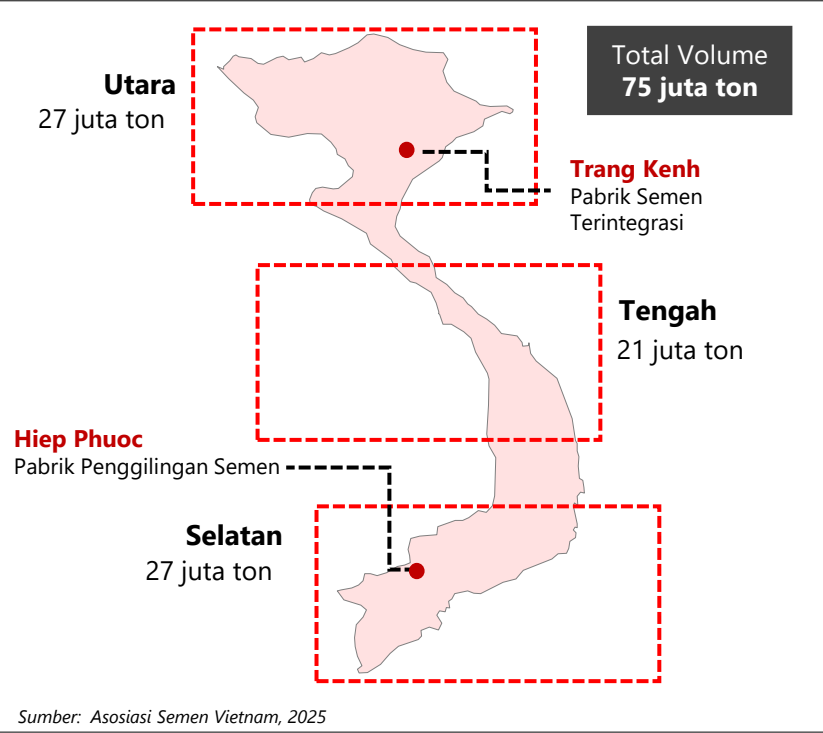 Total Volume
75 juta ton
Utara
27 juta ton
Trang Kenh
Pabrik Semen
Terintegrasi
Tengah
21 juta ton
Hiep Phuoc
Pabrik Penggilingan Semen
Selatan
27 juta ton
Sumber: Asosiasi Semen Vietnam, 2025